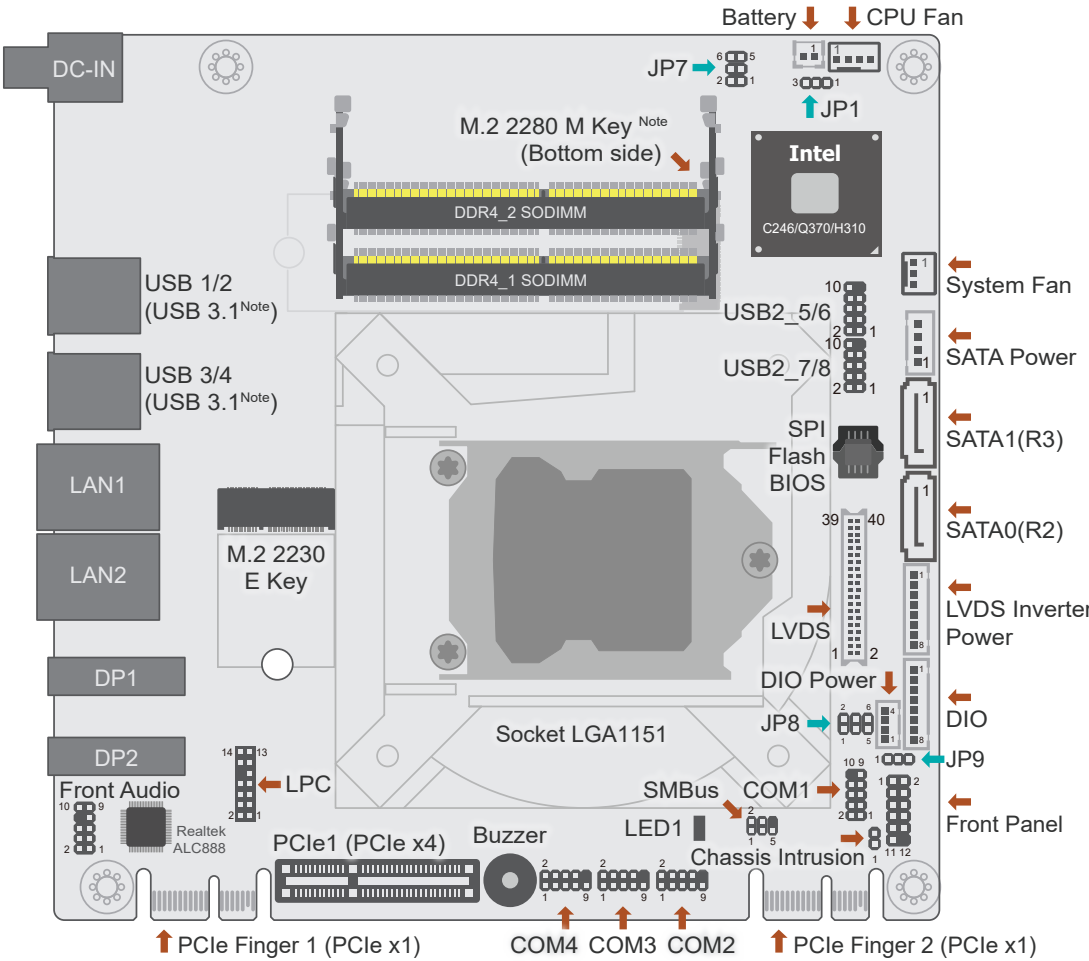 Battery CPU Fan
DC-IN
1 1
JP7 6 5
2 1
3 1
JP1
M.2 2280 M Key Note
(Bottom side)
Intel
C246/Q370/H310
DDR4_2 SODIMM
DDR4_1 SODIMM
USB 1/2
(USB 3.1Note)
1
System Fan
10
USB2_5/6
2 1
10
USB2_7/8
2 1
1
SATA Power
USB 3/4
(USB 3.1Note)
1
SATA1(R3)
SPI
Flash
BIOS
LAN1
1
SATA0(R2)
39 40
M.2 2230
E Key
LAN2
1
LVDS Inverter
Power
8
LVDS
1 2
DP1
DIO Power
1
DIO
8
4
1
JP8
2 6
1 5
Socket LGA1151
DP2
14 13
LPC
2 1
1
JP9
Front Audio
10 9
2 1
Realtek
ALC888
SMBus
2
1 5
COM1
10 9
2 1
1 2
Front Panel
11 12
LED1
Chassis Intrusion
1
PCIe1 (PCIe x4)
Buzzer
2 2 2
1 9 1 9 1 9
PCIe Finger 1 (PCIe x1)
COM4 COM3 COM2
PCIe Finger 2 (PCIe x1)